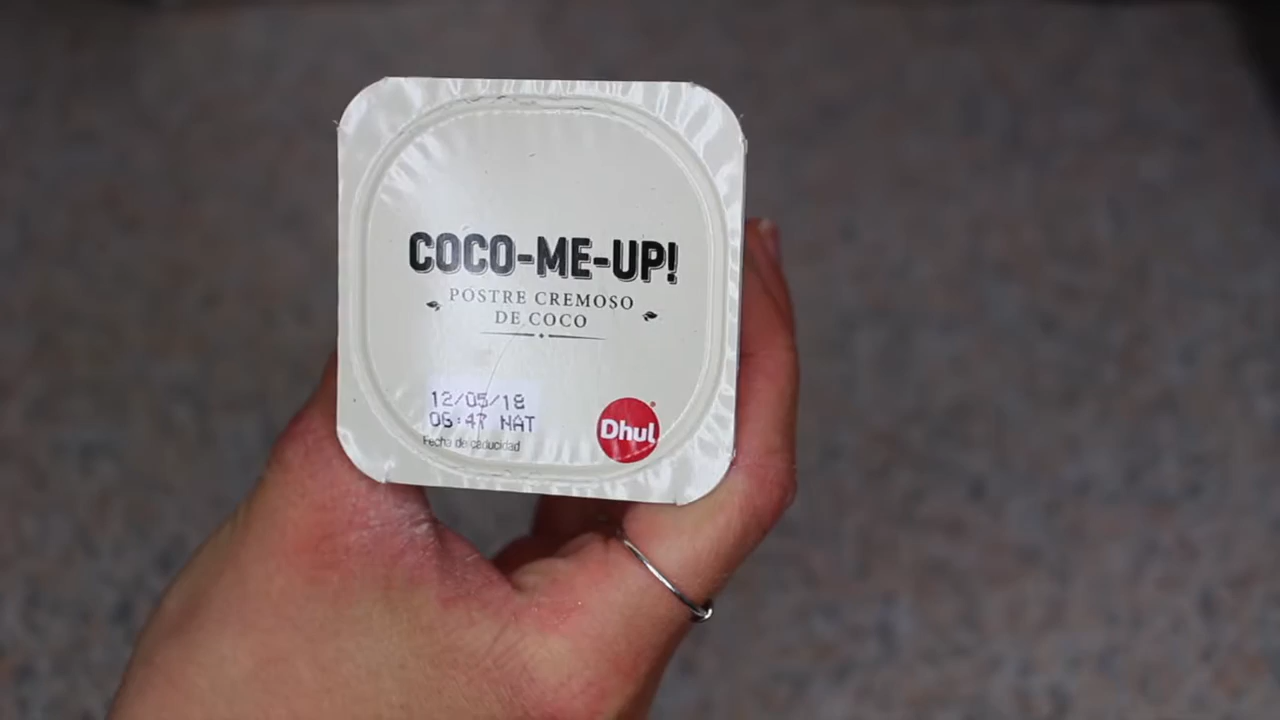 COCO-ME-UP!
POSTRE CREMOSO
DE COCO
12/05/18
06:47 NAT
Fecha de caducidad
Dhul